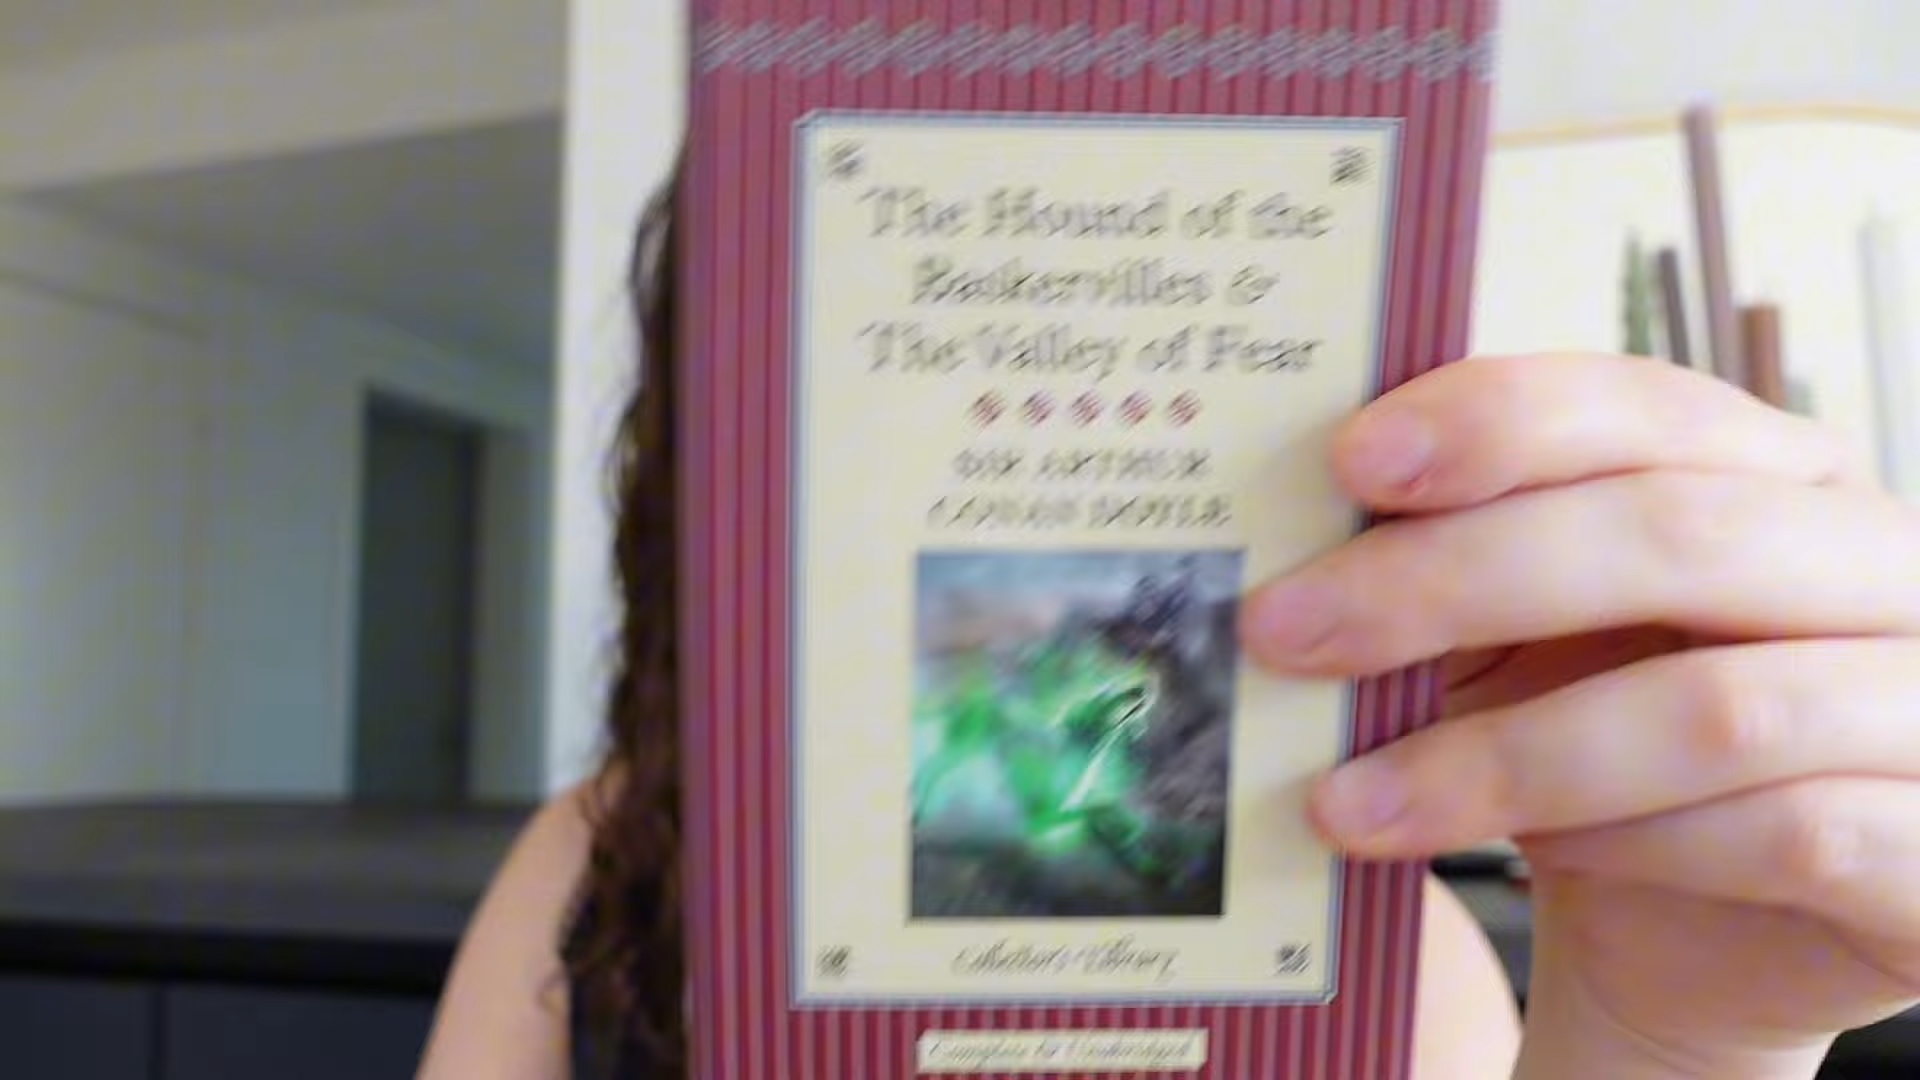 The Hound of the
Baskervilles &
The Valley of Fear
SIR ARTHUR
CONAN DOYLE
Collector's Library
Complete & Unabridged